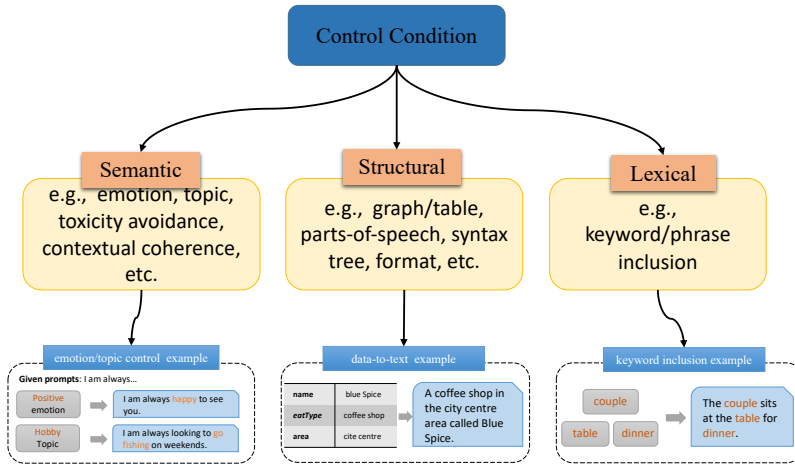 Control Condition
Semantic
e.g., emotion, topic,
toxicity avoidance,
contextual coherence,
etc.
Structural
e.g., graph/table,
parts-of-speech, syntax
tree, format, etc.
Lexical
e.g.,
keyword/phrase
inclusion
emotion/topic control example
Given prompts: I am always...
Positive
emotion
I am always happy to see
you.
Hobby
Topic
I am always looking to go
fishing on weekends.
data-to-text example
name blue Spice
eatType coffee shop
area cite centre
A coffee shop in
the city centre
area called Blue
Spice.
keyword inclusion example
couple
table dinner
The couple sits
at the table for
dinner.